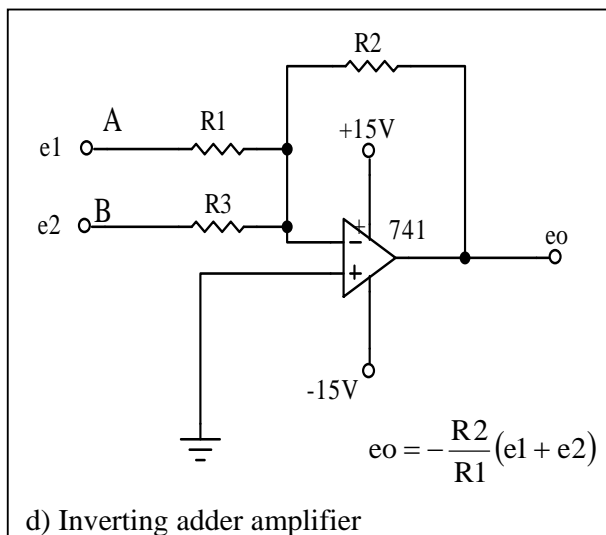 R2
A
R1
+15V
e1
B
R3
741
e2
eo
+
−
+
-15V
eo = −R2/R1 (e1 + e2)
d) Inverting adder amplifier